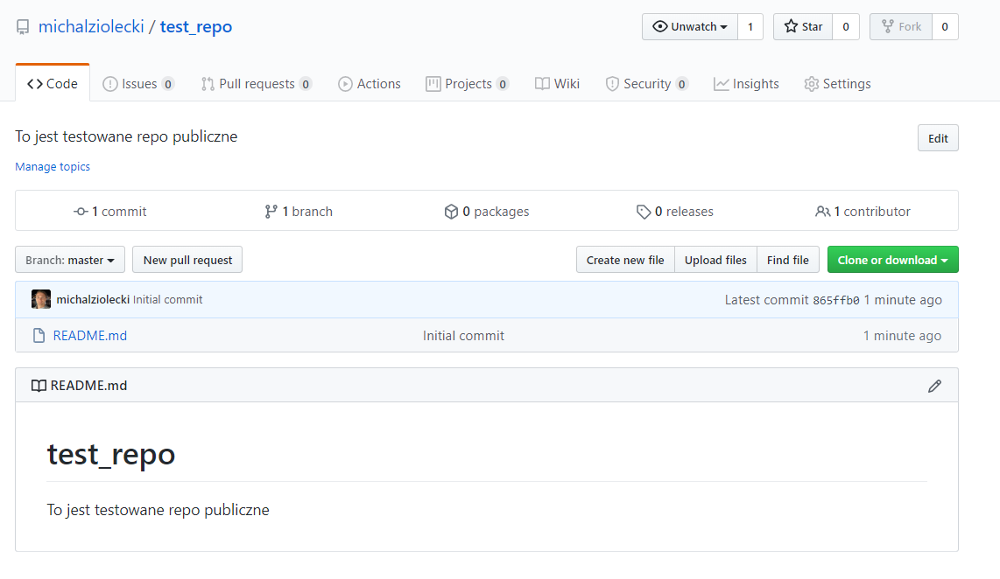 michalziolecki / test_repo
Unwatch 1 Star 0 Fork 0
Code Issues 0 Pull requests 0 Actions Projects 0 Wiki Security 0 Insights Settings
To jest testowane repo publiczne Edit
Manage topics
1 commit 1 branch 0 packages 0 releases 1 contributor
Branch: master New pull request Create new file Upload files Find file Clone or download
michalziolecki Initial commit Latest commit 865ffb0 1 minute ago
README.md Initial commit 1 minute ago
README.md
test_repo
To jest testowane repo publiczne